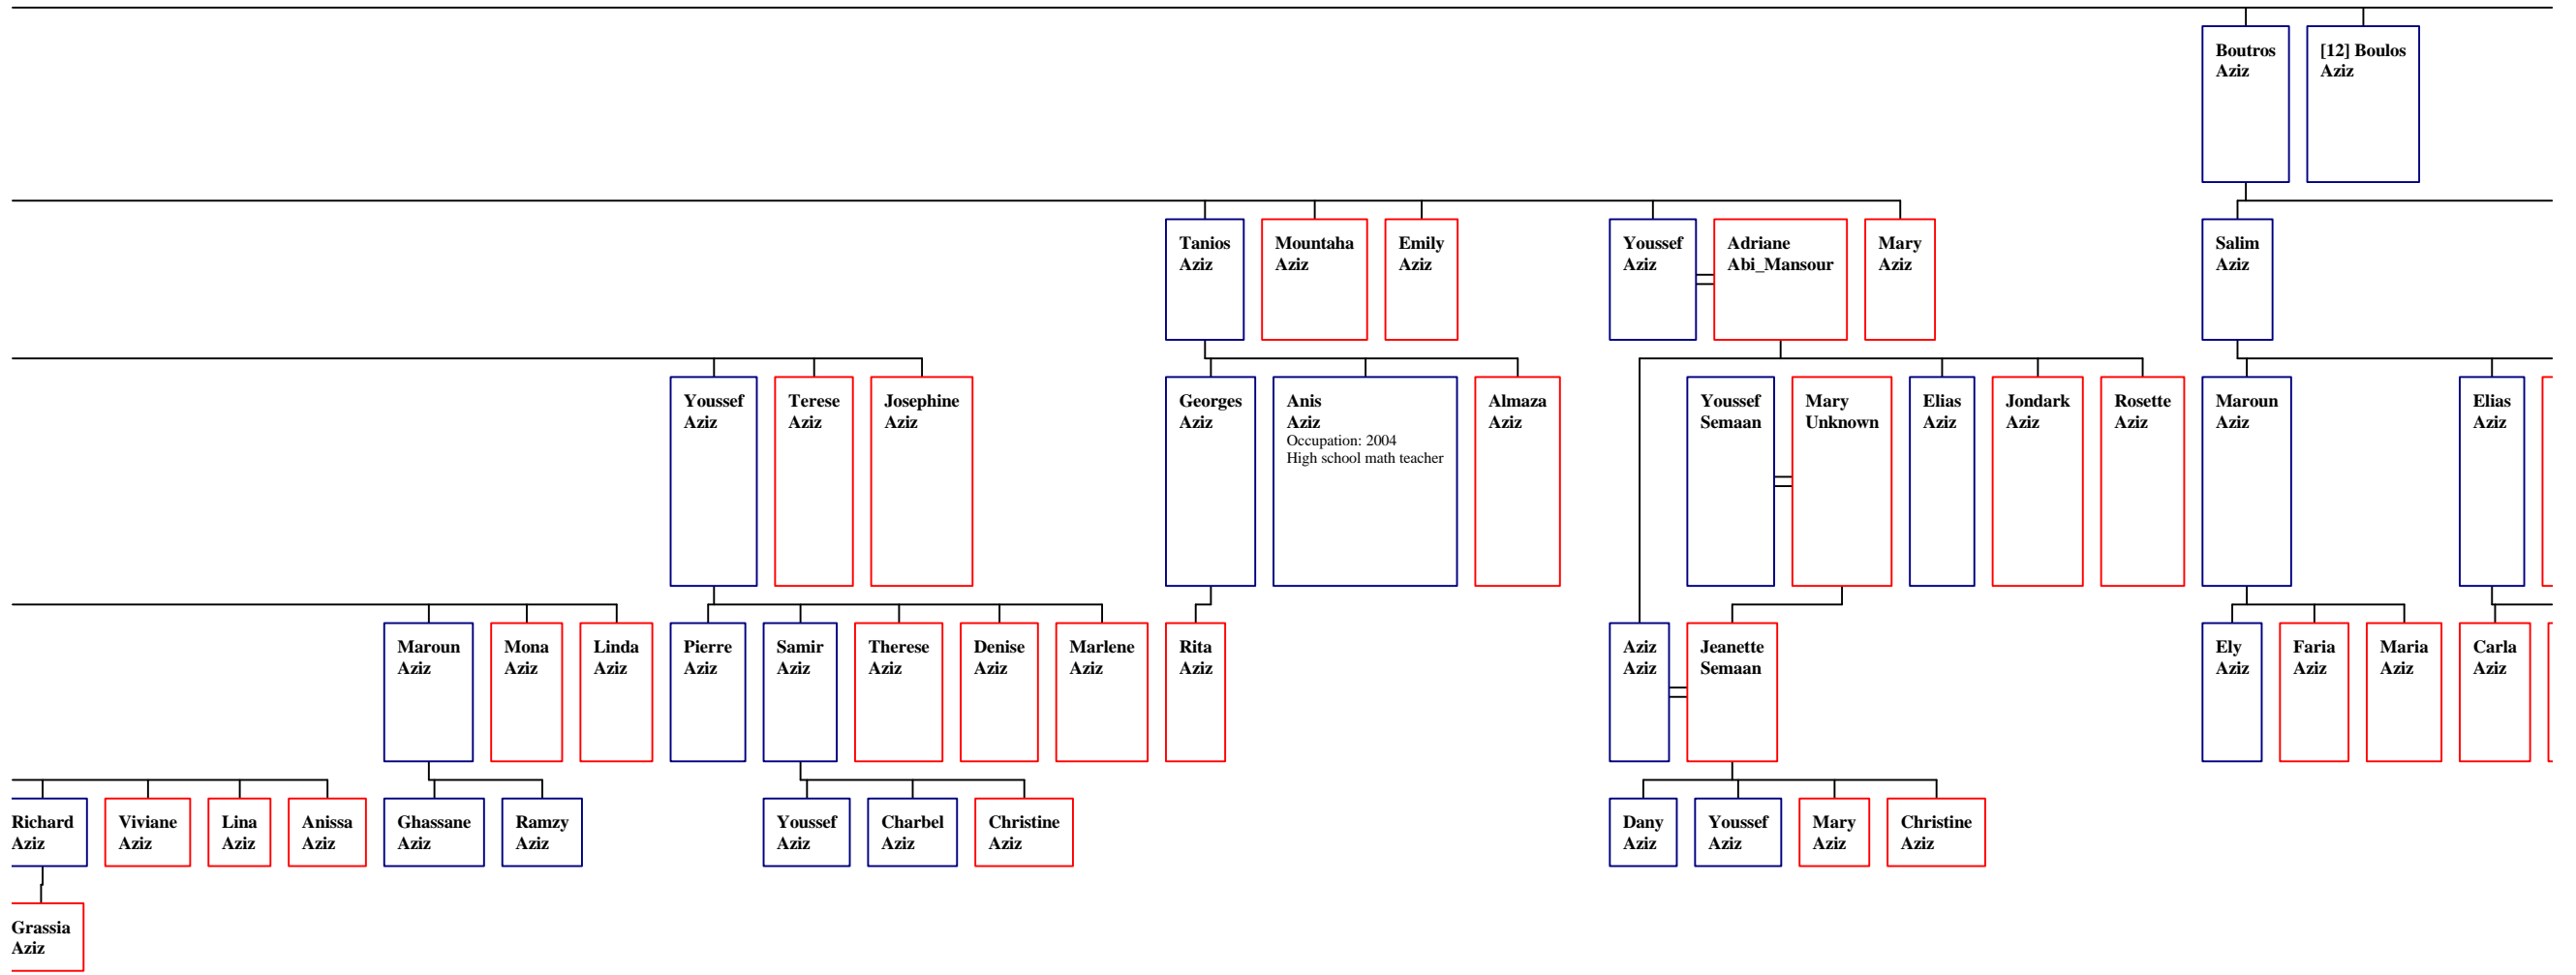 Boutros
Aziz
[12] Boulos
Aziz
Tanios
Aziz
Mountaha
Aziz
Emily
Aziz
Youssef
Aziz
Adriane
Abi_Mansour
Mary
Aziz
Salim
Aziz
Youssef
Aziz
Terese
Aziz
Josephine
Aziz
Georges
Aziz
Anis
Aziz
Occupation: 2004
High school math teacher
Almaza
Aziz
Youssef
Semaan
Mary
Unknown
Elias
Aziz
Jondark
Aziz
Rosette
Aziz
Maroun
Aziz
Elias
Aziz
Maroun
Aziz
Mona
Aziz
Linda
Aziz
Pierre
Aziz
Samir
Aziz
Therese
Aziz
Denise
Aziz
Marlene
Aziz
Rita
Aziz
Aziz
Aziz
Jeanette
Semaan
Ely
Aziz
Faria
Aziz
Maria
Aziz
Carla
Aziz
Richard
Aziz
Viviane
Aziz
Lina
Aziz
Anissa
Aziz
Ghassane
Aziz
Ramzy
Aziz
Youssef
Aziz
Charbel
Aziz
Christine
Aziz
Dany
Aziz
Youssef
Aziz
Mary
Aziz
Christine
Aziz
Grassia
Aziz